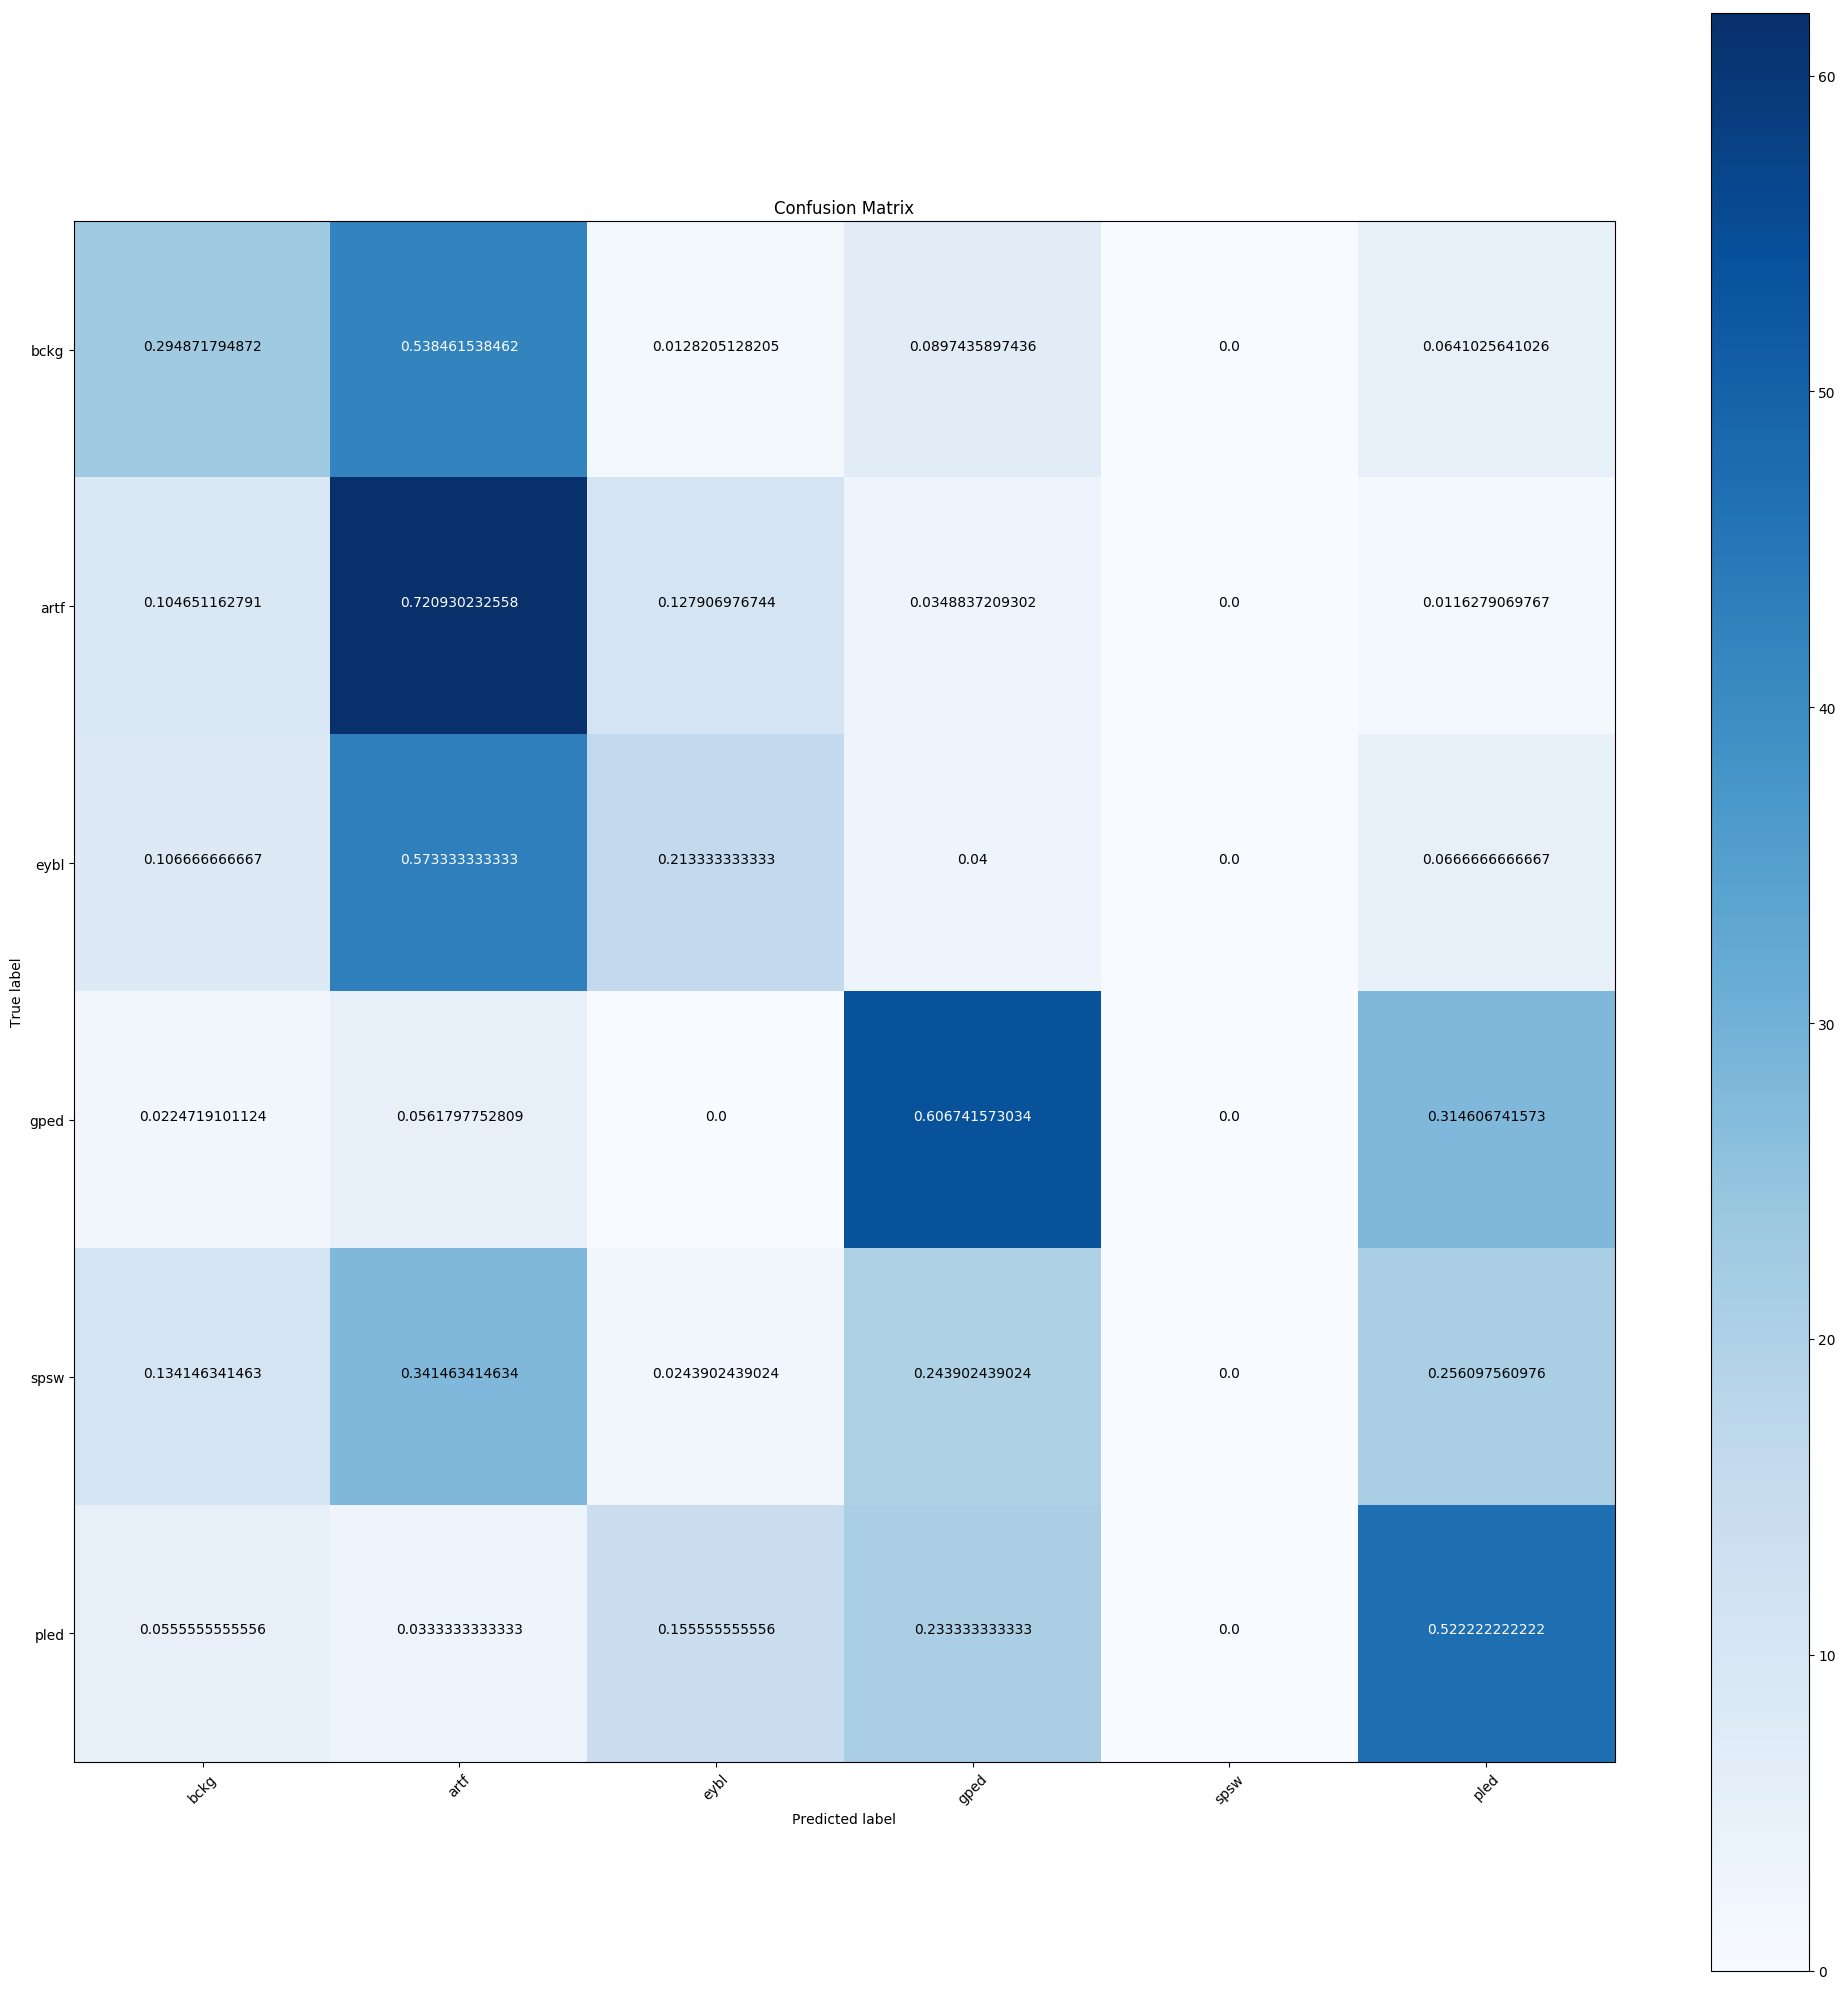 Confusion Matrix
bckg 0.294871794872 0.538461538462 0.0128205128205 0.0897435897436 0.0 0.0641025641026
artf 0.104651162791 0.720930232558 0.127906976744 0.0348837209302 0.0 0.0116279069767
eybl 0.106666666667 0.573333333333 0.213333333333 0.04 0.0 0.0666666666667
gped 0.0224719101124 0.0561797752809 0.0 0.606741573034 0.0 0.314606741573
spsw 0.134146341463 0.341463414634 0.0243902439024 0.243902439024 0.0 0.256097560976
pled 0.0555555555556 0.0333333333333 0.155555555556 0.233333333333 0.0 0.522222222222
bckg artf eybl gped spsw pled
Predicted label
True label
60
50
40
30
20
10
0